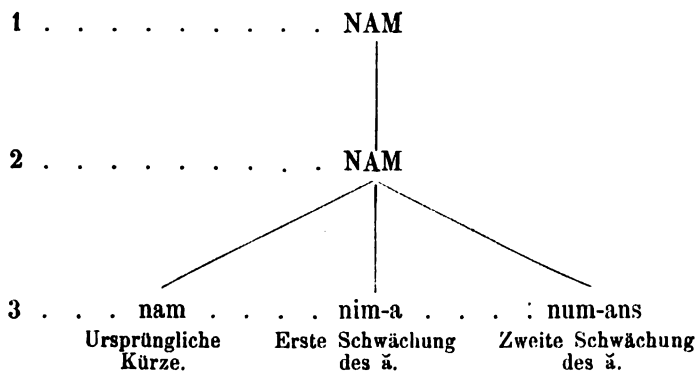 1 . . . . . . . . . NAM
2 . . . . . . . . . NAM
3 . . . nam . . . . nim-a . . . : num-ans
Ursprüngliche Erste Schwächung Zweite Schwächung
Kürze. des ă. des ă.